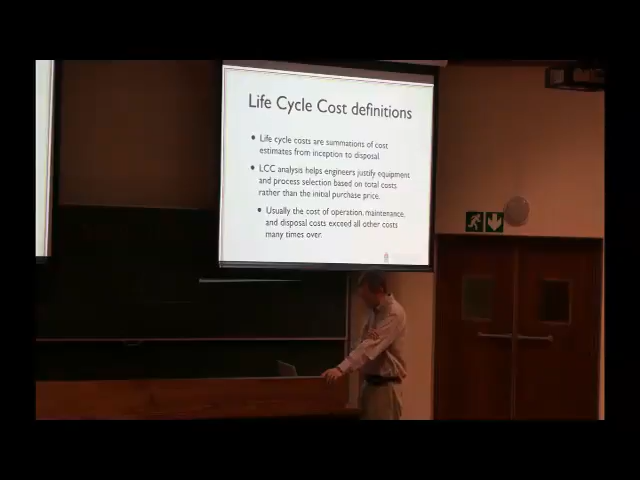 Life Cycle Cost definitions
• Life cycle costs are summations of cost
estimates from inception to disposal.
• LCC analysis helps engineers justify equipment
and process selection based on total costs
rather than the initial purchase price.
• Usually the cost of operation, maintenance,
and disposal costs exceed all other costs
many times over.